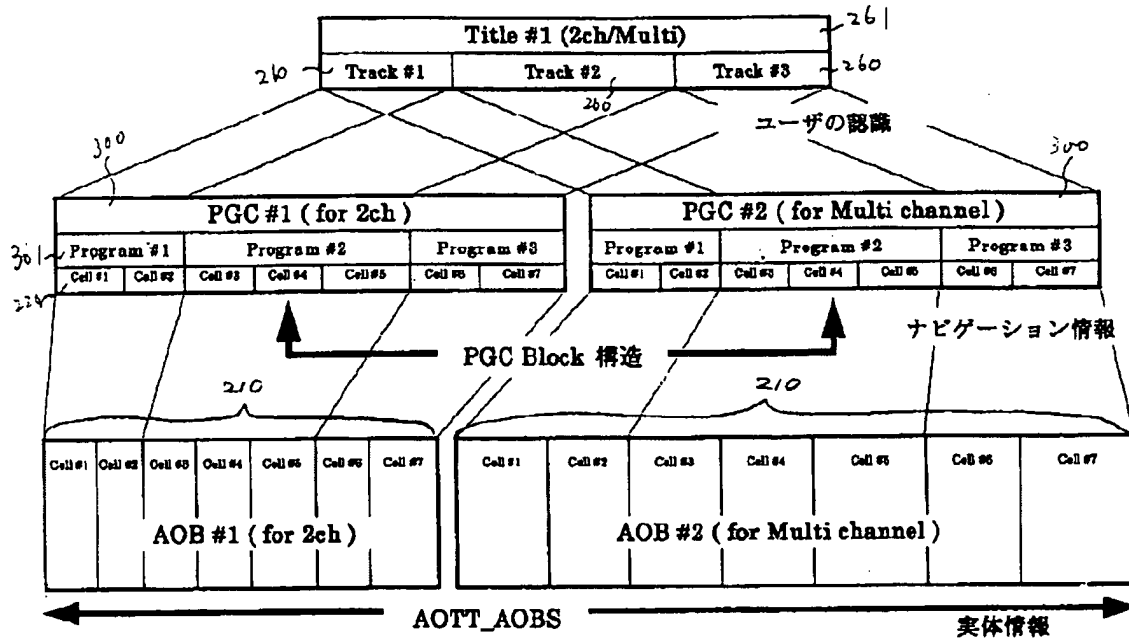 Title #1 (2ch/Multi)
261
260
Track #1
Track #2
Track #3
260
260
ユーザの認識
300
300
PGC #1 ( for 2ch )
PGC #2 ( for Multi channel )
301
Program #1
Program #2
Program #3
Program #1
Program #2
Program #3
Cell #1
Cell #2
Cell #3
Cell #4
Cell #5
Cell #6
Cell #7
Cell #1
Cell #2
Cell #3
Cell #4
Cell #5
Cell #6
Cell #7
ナビゲーション情報
PGC Block 構造
210
210
Cell #1
Cell #2
Cell #3
Cell #4
Cell #5
Cell #6
Cell #7
Cell #1
Cell #2
Cell #3
Cell #4
Cell #5
Cell #6
Cell #7
AOB #1 ( for 2ch )
AOB #2 ( for Multi channel )
AOTT_AOBS
実体情報